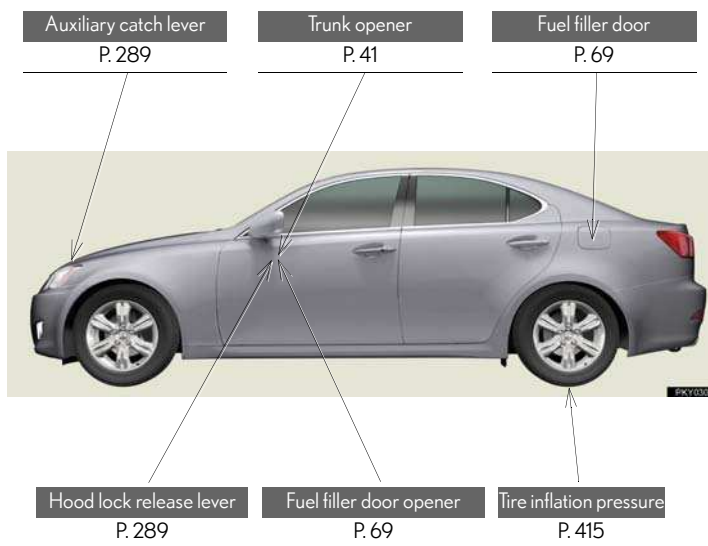 Auxiliary catch lever
P. 289
Trunk opener
P. 41
Fuel filler door
P. 69
PKY030
Hood lock release lever
P. 289
Fuel filler door opener
P. 69
Tire inflation pressure
P. 415